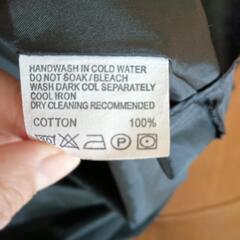 HANDWASH IN COLD WATER
DO NOT SOAK / BLEACH
WASH DARK COL SEPARATELY
COOL IRON
DRY CLEANING RECOMMENDED
COTTON 100%
P